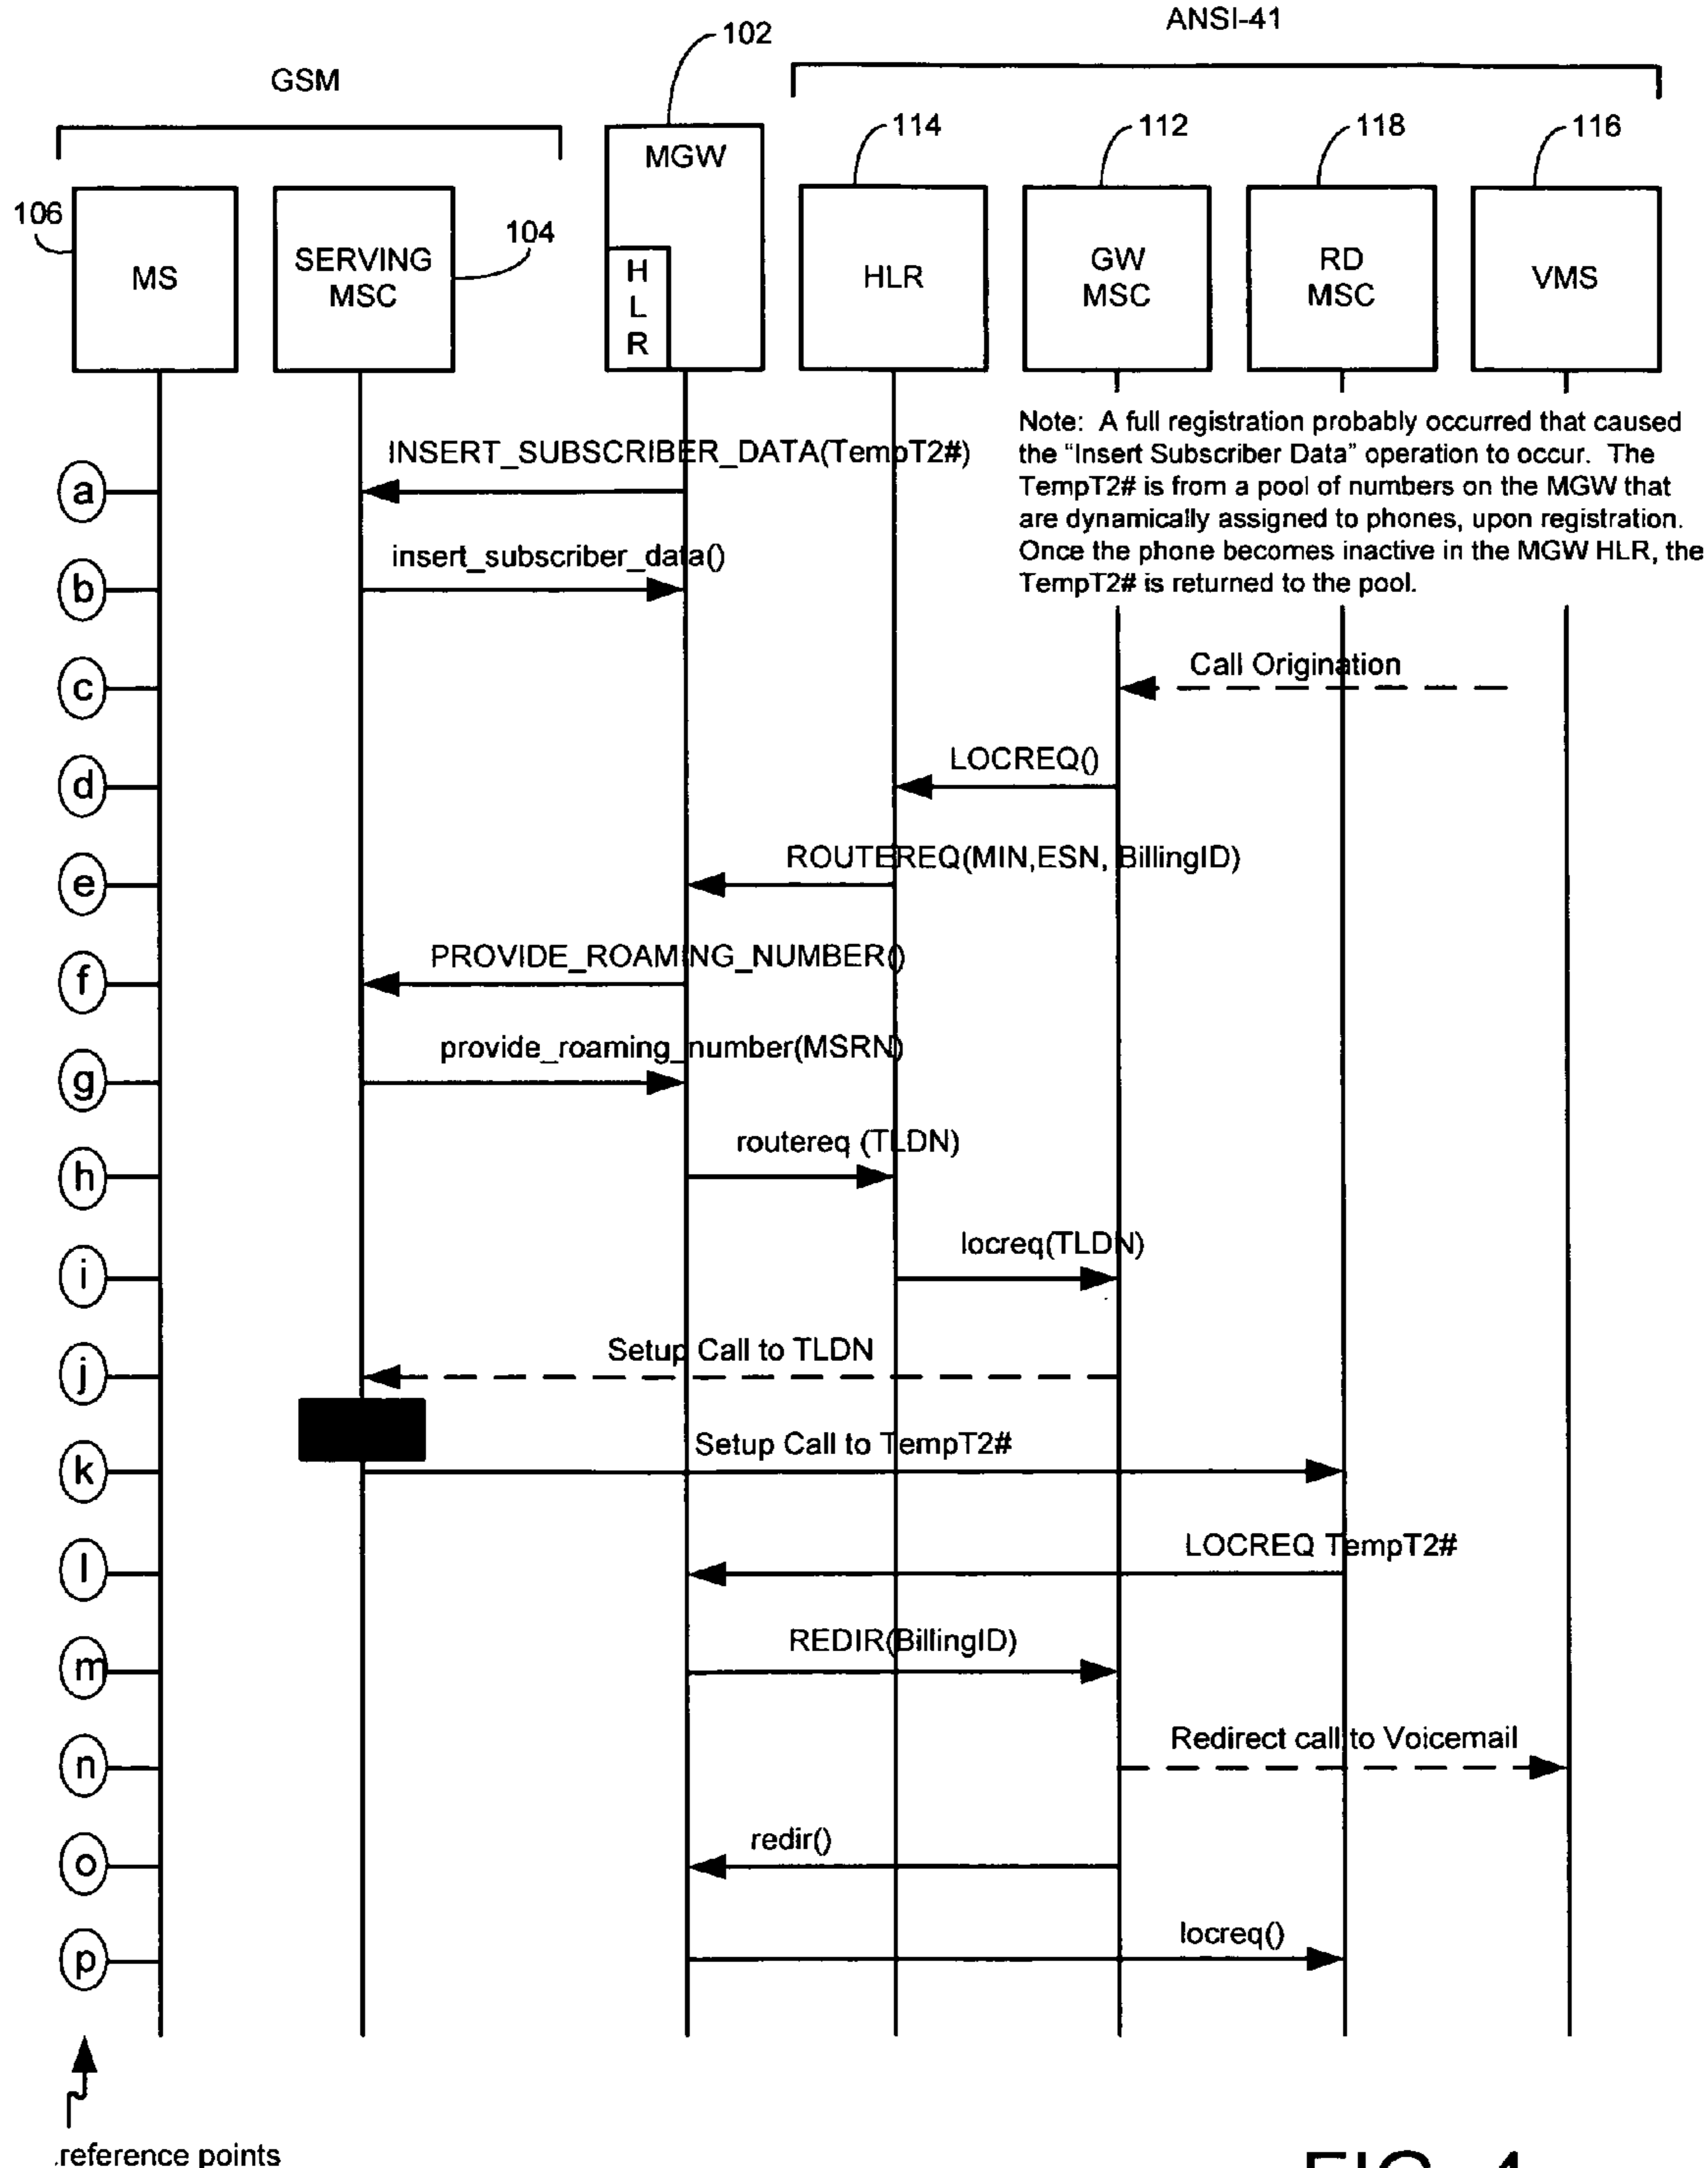 ANSI-41
102
GSM
114
112
118
116
MGW
106
104
MS
SERVING
MSC
H
L
R
HLR
GW
MSC
RD
MSC
VMS
Note: A full registration probably occurred that caused
the "Insert Subscriber Data" operation to occur. The
TempT2# is from a pool of numbers on the MGW that
are dynamically assigned to phones, upon registration.
Once the phone becomes inactive in the MGW HLR, the
TempT2# is returned to the pool.
INSERT_SUBSCRIBER_DATA(TempT2#)
a
insert_subscriber_data()
b
Call Origination
c
LOCREQ()
d
ROUTEREQ(MIN,ESN, BillingID)
e
PROVIDE_ROAMING_NUMBER()
f
provide_roaming_number(MSRN)
g
routereq (TLDN)
h
locreq(TLDN)
i
Setup Call to TLDN
j
Setup Call to TempT2#
k
LOCREQ TempT2#
l
REDIR(BillingID)
m
Redirect call to Voicemail
n
redir()
o
locreq()
p
reference points